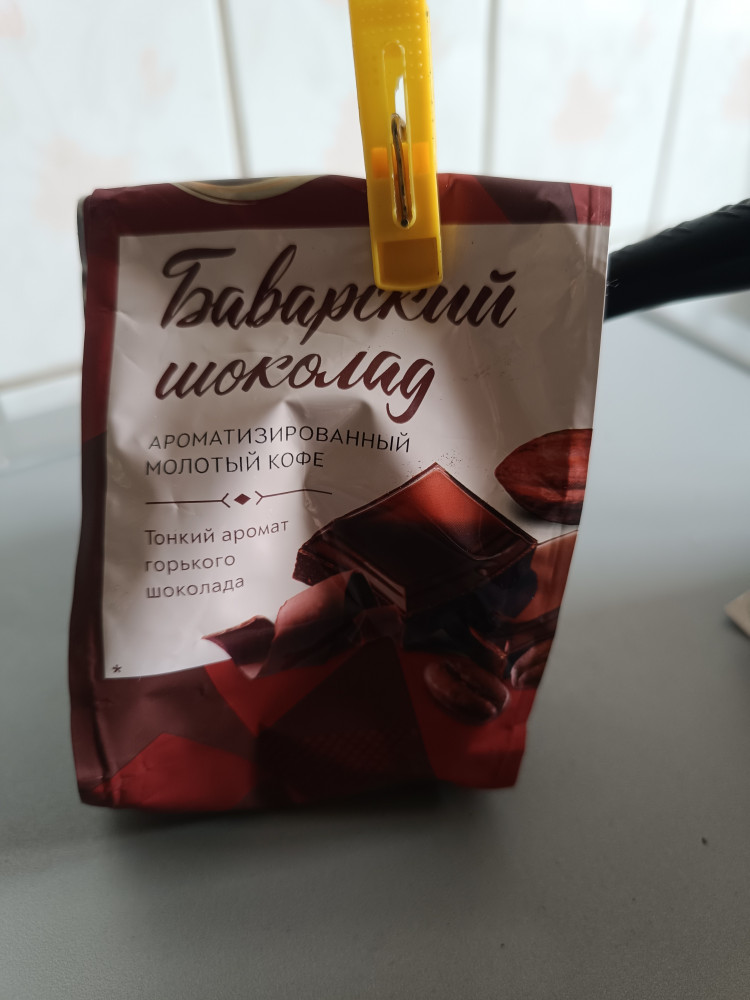 Баварский
шоколад
АРОМАТИЗИРОВАННЫЙ
МОЛОТЫЙ КОФЕ
Тонкий аромат
горького
шоколада
*